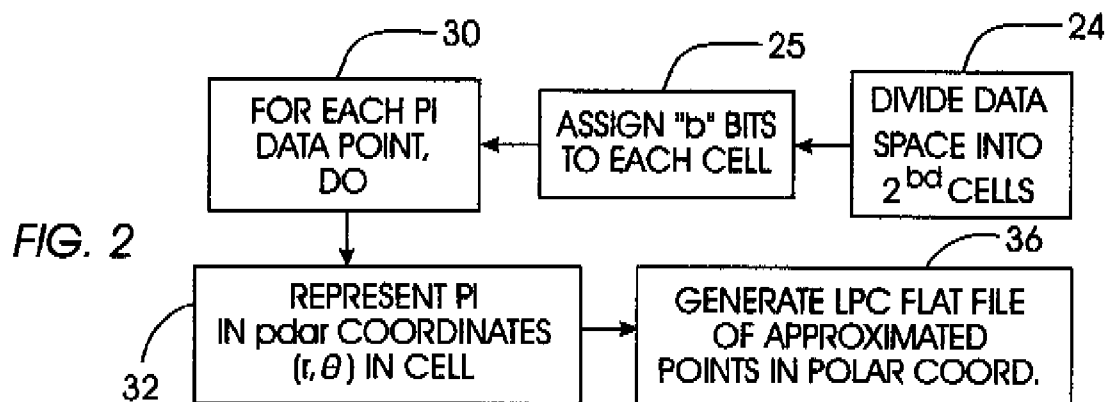 30
25
24
FOR EACH PI
DATA POINT,
DO
ASSIGN "b" BITS
TO EACH CELL
DIVIDE DATA
SPACE INTO
2^bd CELLS
FIG. 2
36
REPRESENT PI
IN polar COORDINATES
(r, θ) IN CELL
32
GENERATE LPC FLAT FILE
OF APPROXIMATED
POINTS IN POLAR COORD.